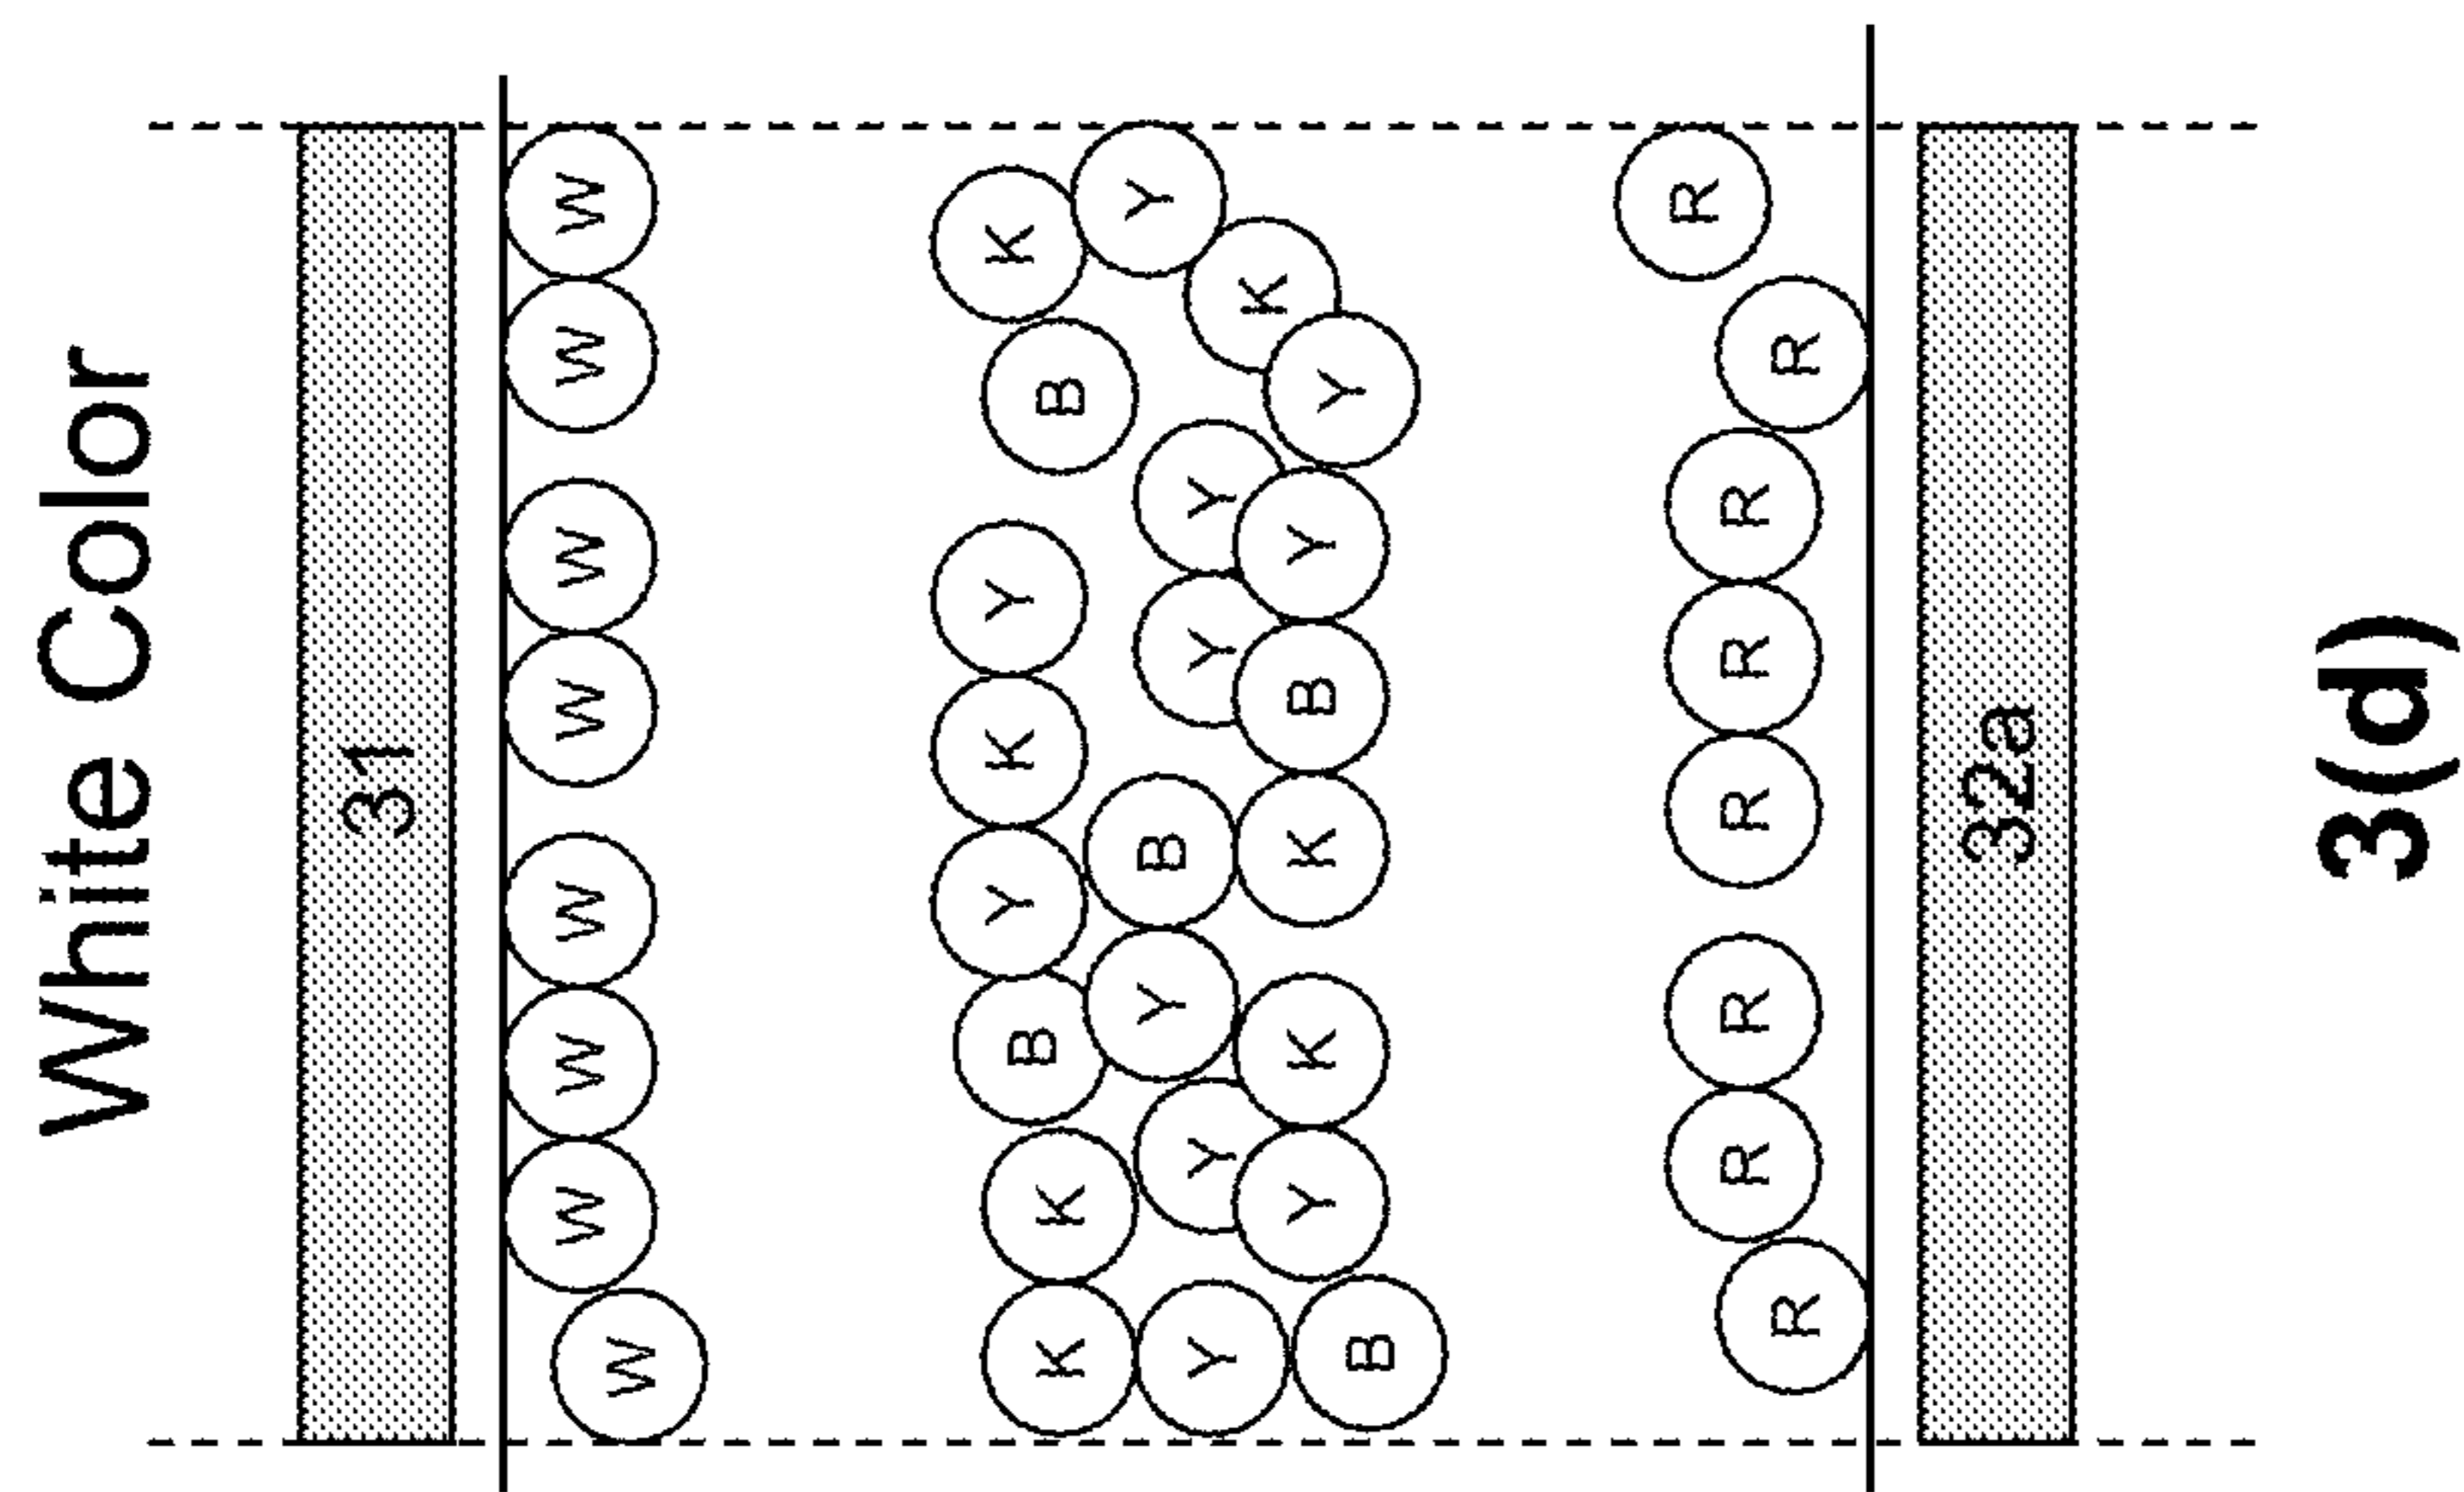 White Color
31
W W W W W W W W
K K B Y K Y B K
Y Y Y B Y Y Y
B Y K K B Y Y K
R R R R R R R R
32a
3(d)